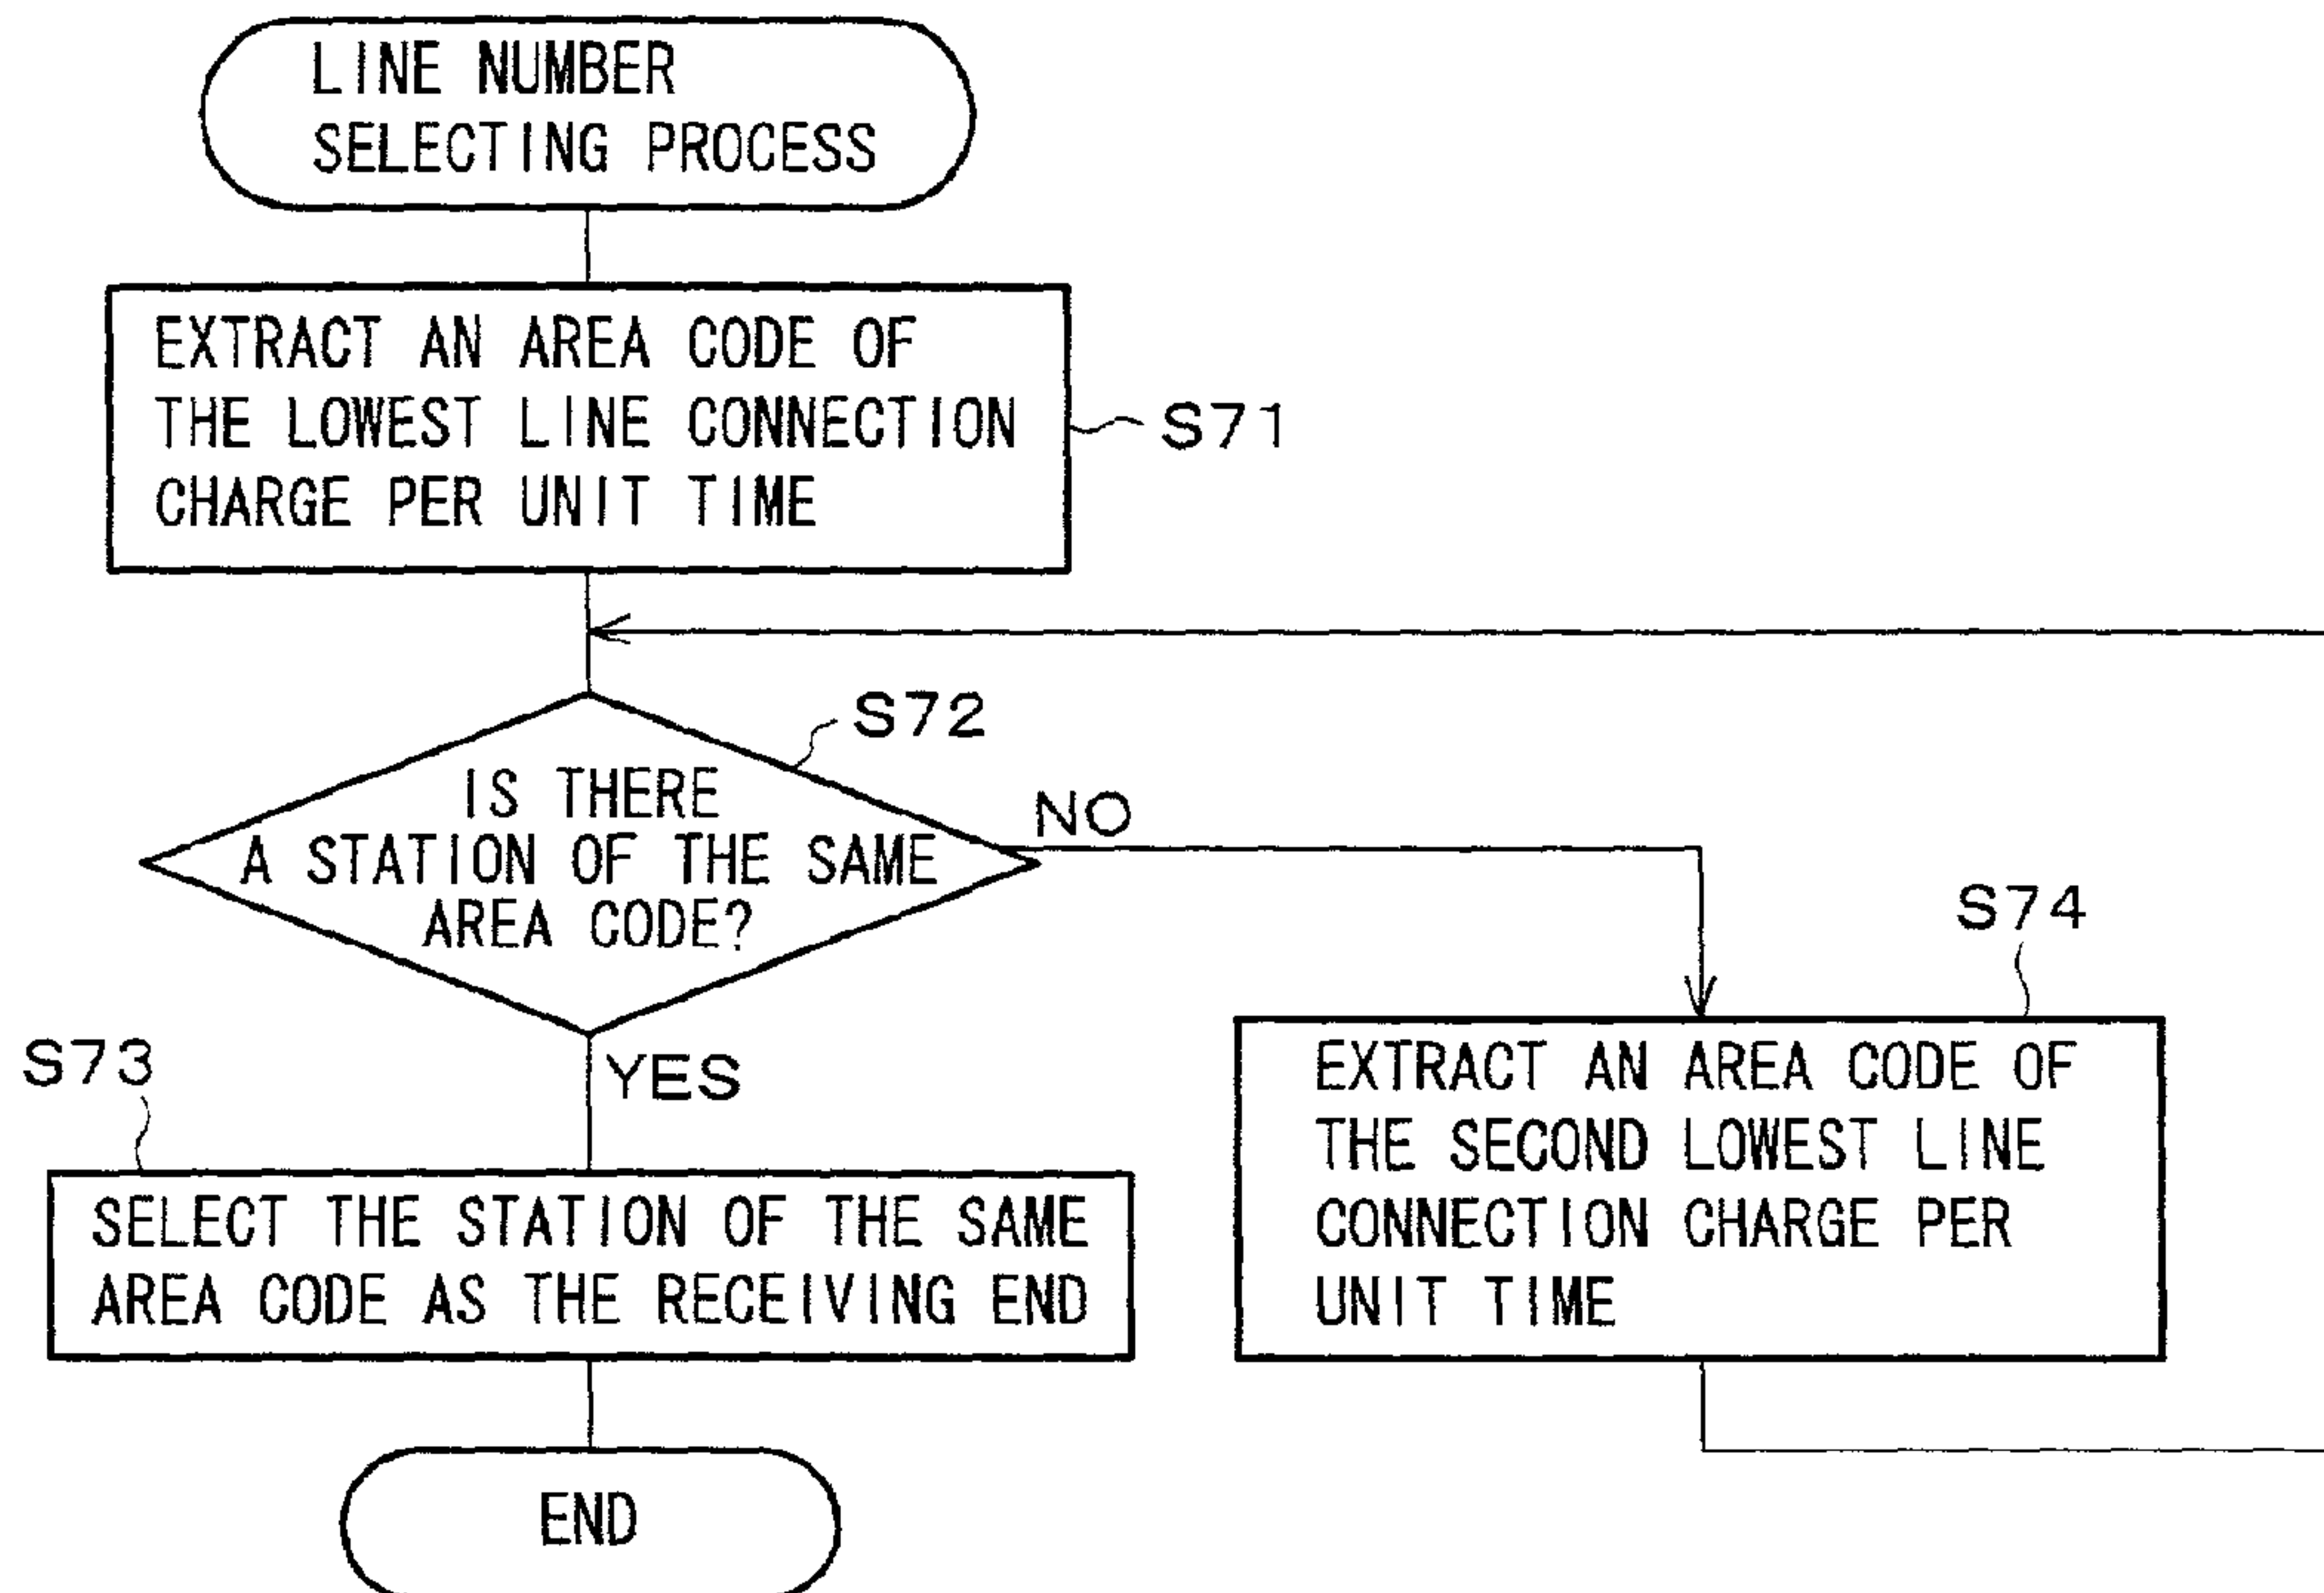 LINE NUMBER
SELECTING PROCESS
EXTRACT AN AREA CODE OF
THE LOWEST LINE CONNECTION
CHARGE PER UNIT TIME
S71
S72
IS THERE
A STATION OF THE SAME
AREA CODE?
NO
YES
S73
SELECT THE STATION OF THE SAME
AREA CODE AS THE RECEIVING END
S74
EXTRACT AN AREA CODE OF
THE SECOND LOWEST LINE
CONNECTION CHARGE PER
UNIT TIME
END